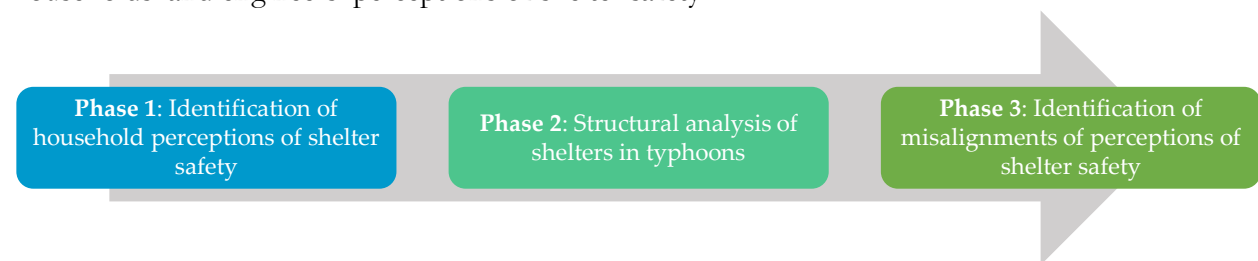 Phase 1: Identification of
household perceptions of shelter
safety
Phase 2: Structural analysis of
shelters in typhoons
Phase 3: Identification of
misalignments of perceptions of
shelter safety